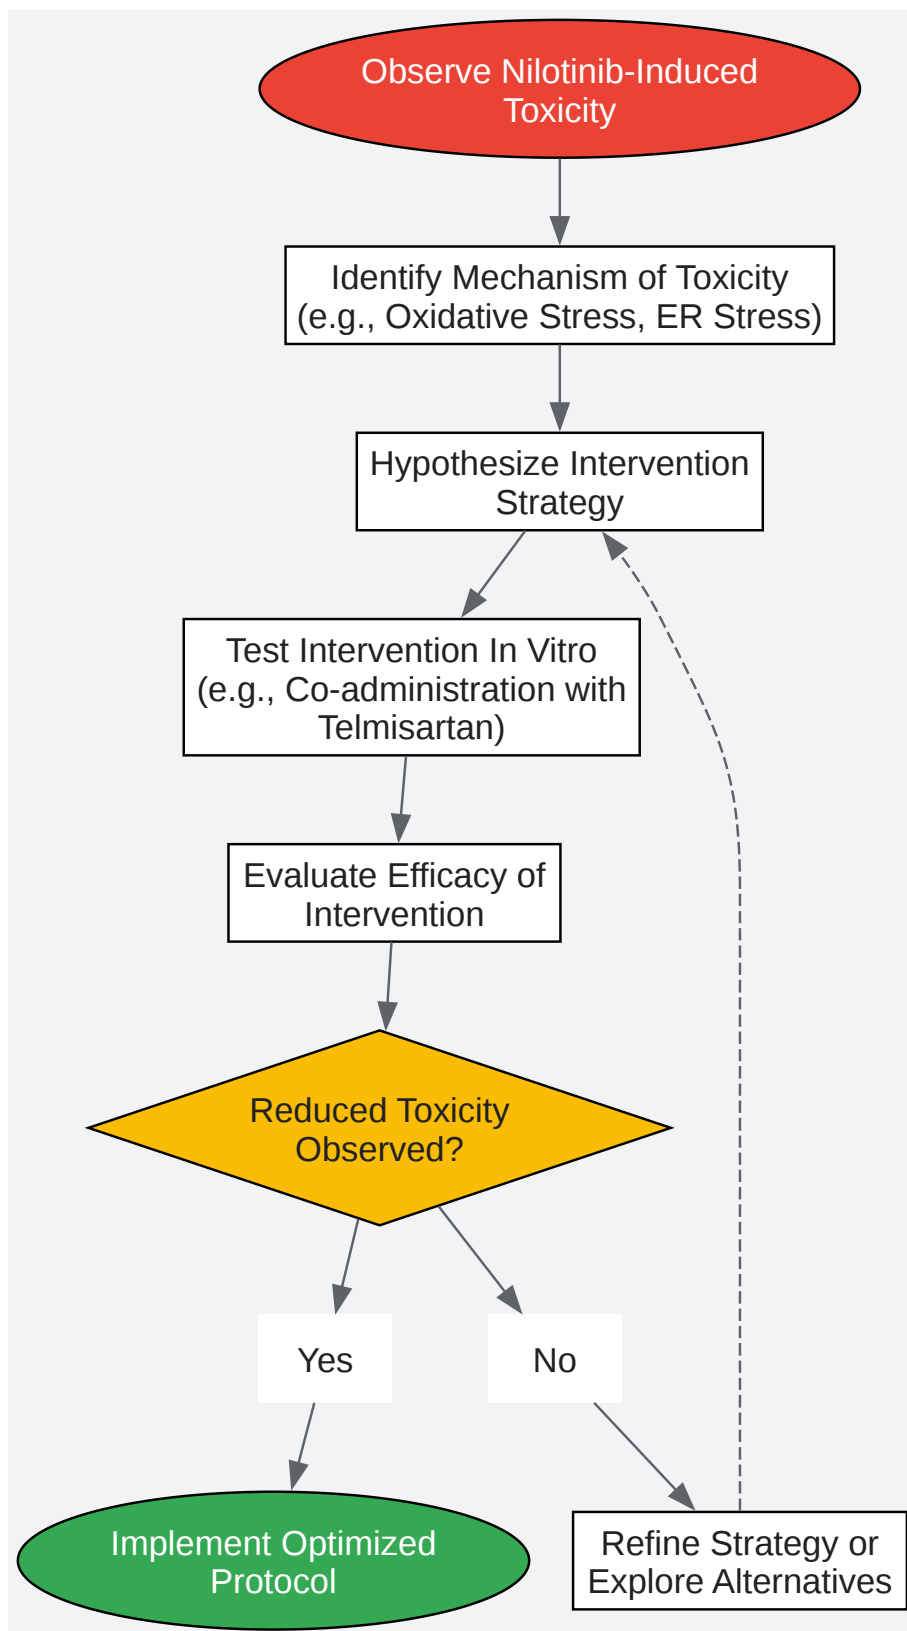 Observe Nilotinib-Induced
Toxicity
Identify Mechanism of Toxicity
(e.g., Oxidative Stress, ER Stress)
Hypothesize Intervention
Strategy
Test Intervention In Vitro
(e.g., Co-administration with
Telmisartan)
Evaluate Efficacy of
Intervention
Reduced Toxicity
Observed?
Yes
No
Implement Optimized
Protocol
Refine Strategy or
Explore Alternatives